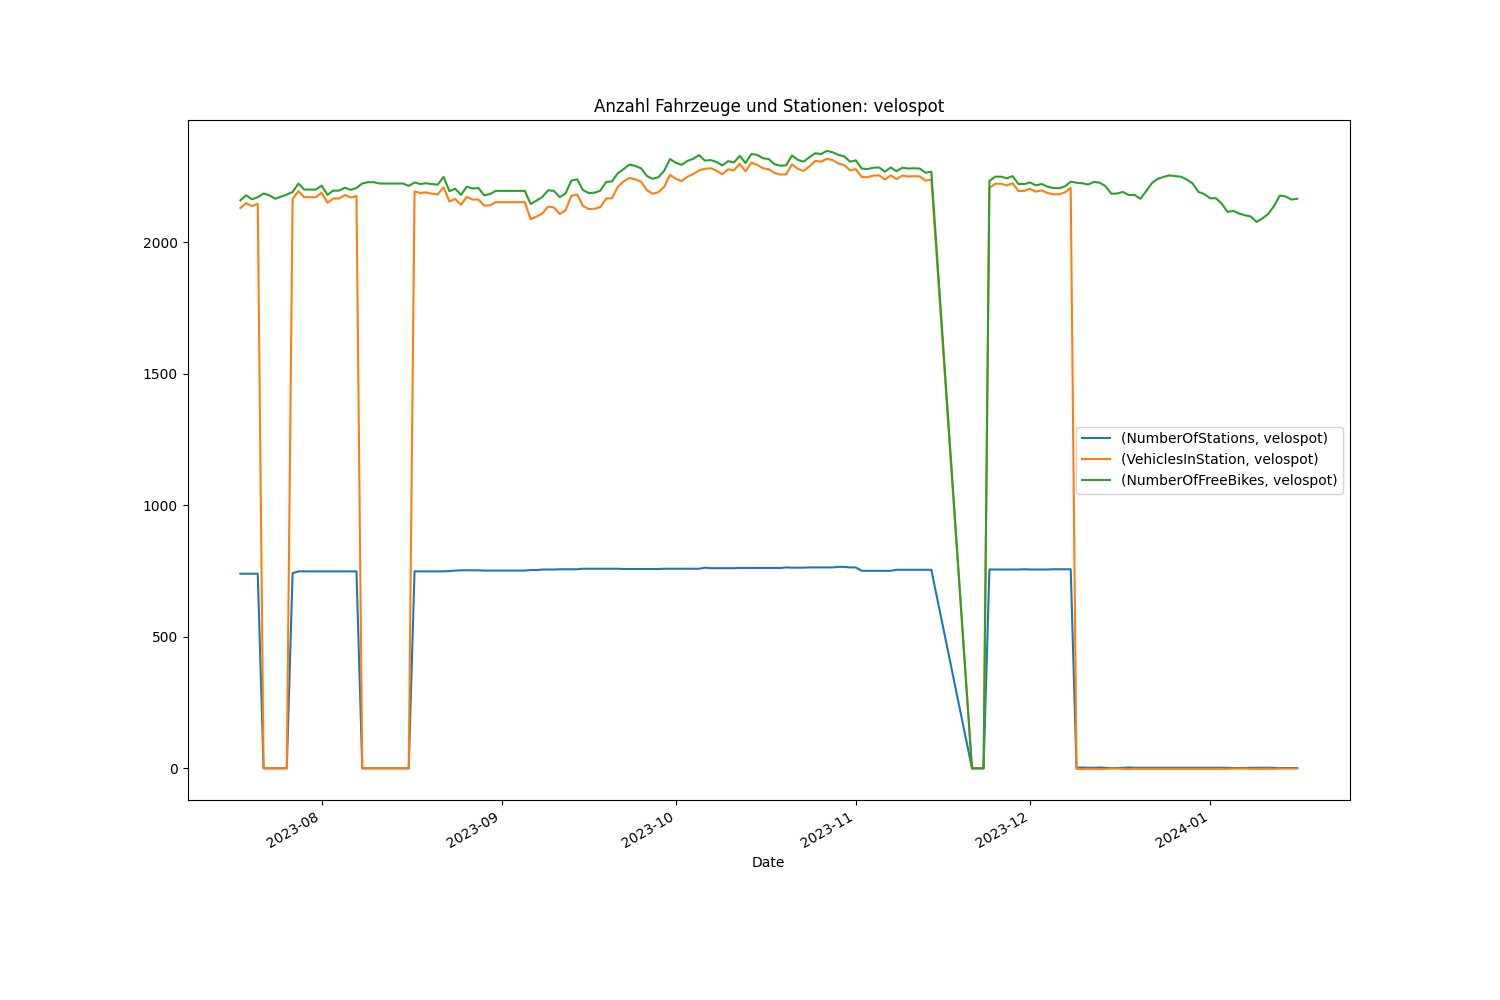 Anzahl Fahrzeuge und Stationen: velospot
2000
1500
1000
500
0
(NumberOfStations, velospot)
(VehiclesInStation, velospot)
(NumberOfFreeBikes, velospot)
2023-08
2023-09
2023-10
2023-11
2023-12
2024-01
Date